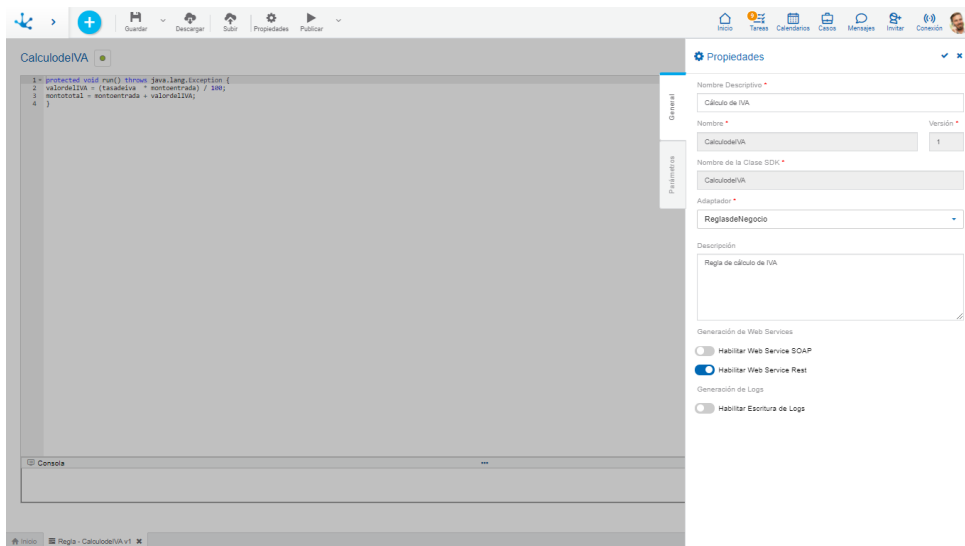 Guardar
Descargar
Subir
Propiedades
Publicar
Inicio
9
Tareas
Calendarios
Casos
Mensajes
Invitar
Conexión
CalculodeIVA
1 protected void run() throws java.lang.Exception {
2 valordelIVA = (tasadeiva * montoentrada) / 100;
3 montototal = montoentrada + valordelIVA;
4 }
Consola
Inicio
Regla - CalculodeIVA v1
General
Parámetros
Propiedades
Nombre Descriptivo *
Cálculo de IVA
Nombre * Versión *
CalculodeIVA 1
Nombre de la Clase SDK *
CalculodeIVA
Adaptador *
ReglasdeNegocio
Descripción
Regla de cálculo de IVA
Generación de Web Services
Habilitar Web Service SOAP
Habilitar Web Service Rest
Generación de Logs
Habilitar Escritura de Logs